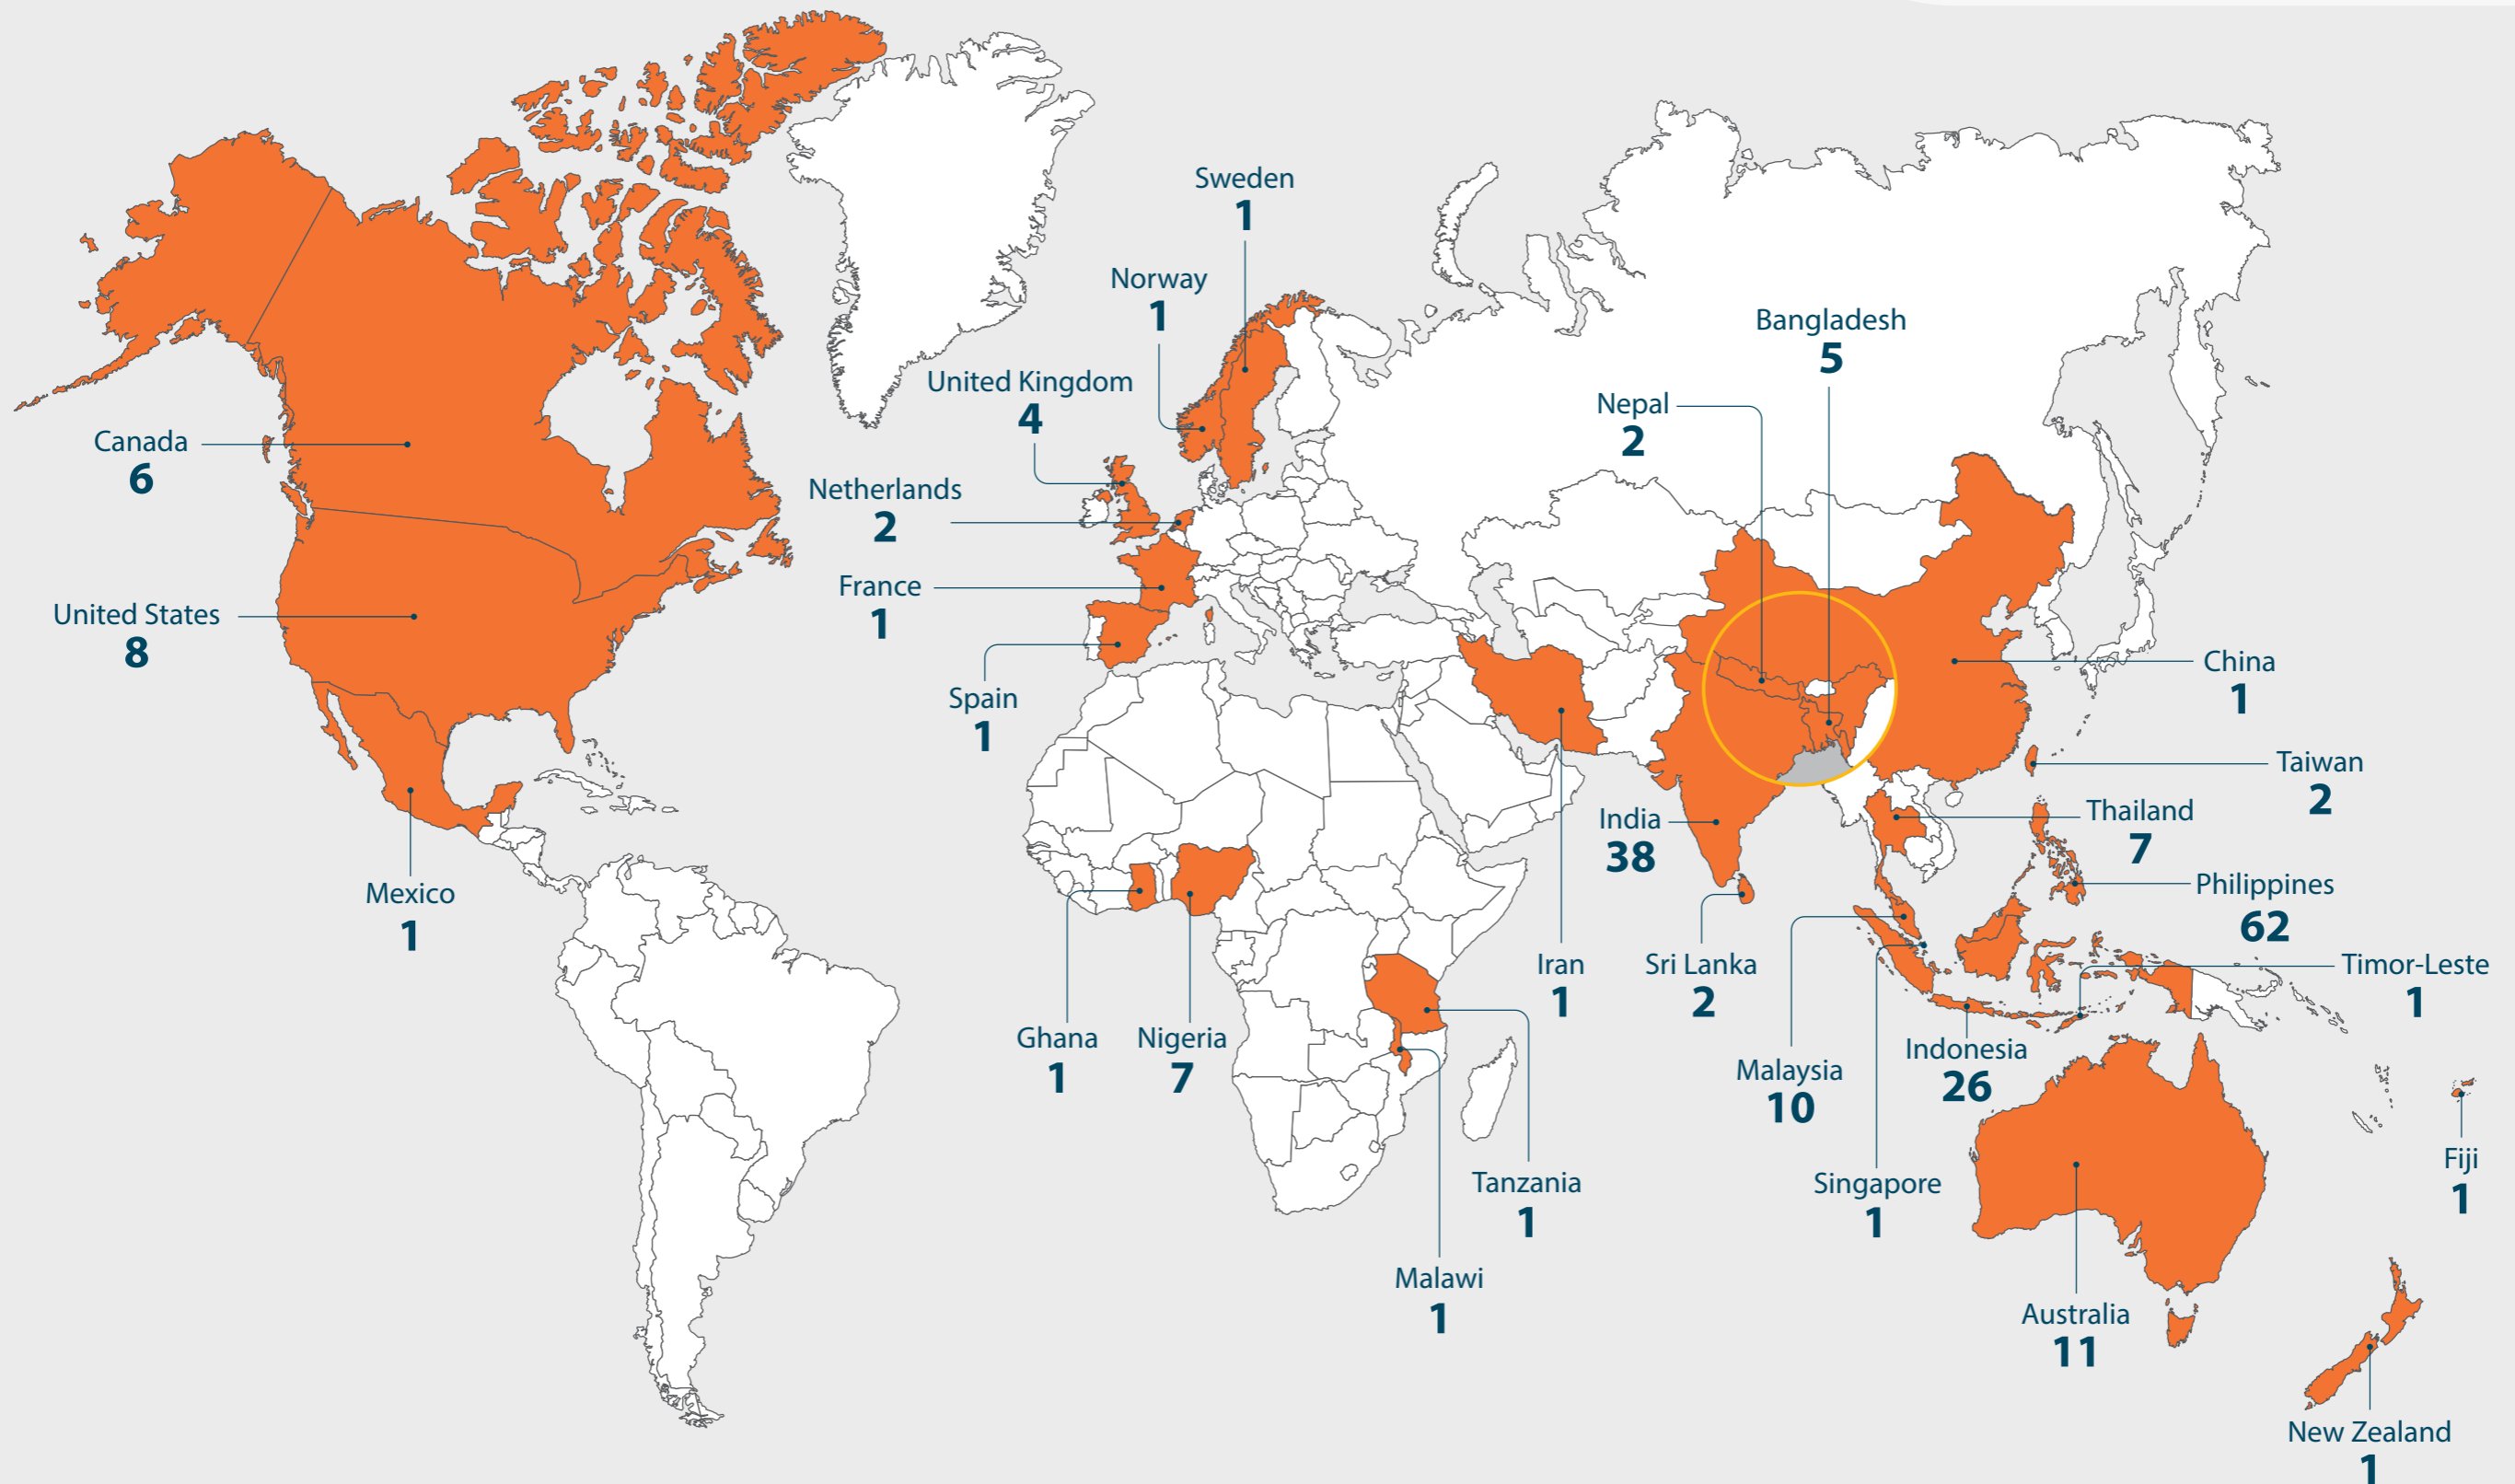 Sweden
1
Norway
1
Bangladesh
5
United Kingdom
4
Nepal
2
Canada
6
Netherlands
2
France
1
United States
8
Spain
1
China
1
Taiwan
2
Thailand
7
India
38
Philippines
62
Mexico
1
Iran
1
Sri Lanka
2
Timor-Leste
1
Ghana
1
Nigeria
7
Malaysia
10
Indonesia
26
Fiji
1
Tanzania
1
Singapore
1
Malawi
1
Australia
11
New Zealand
1